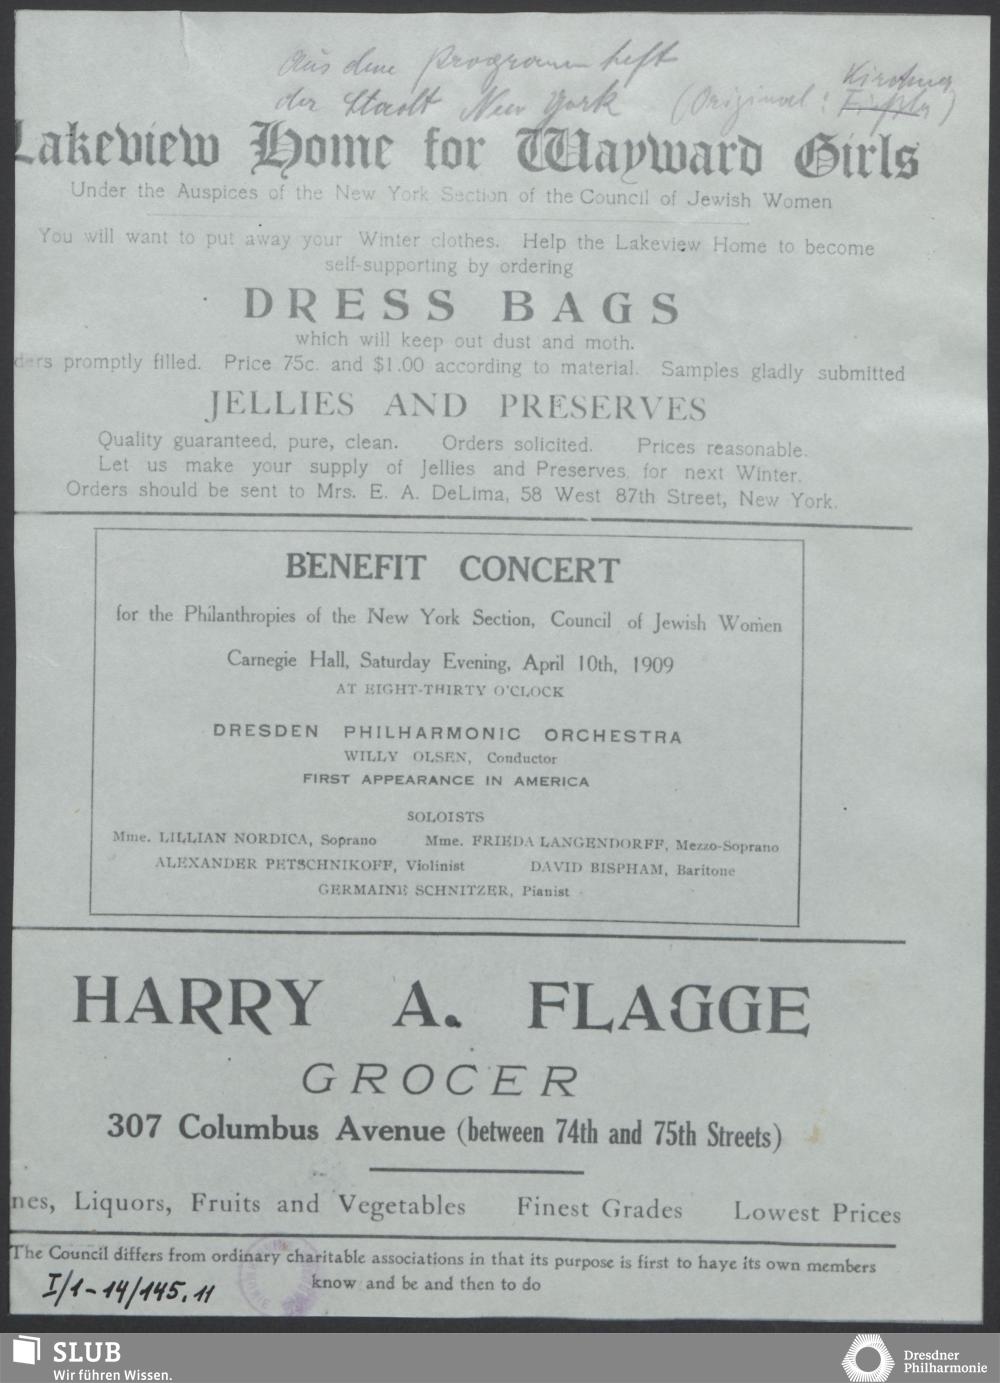 Aus dem Programmheft
der Stadt New York (Original: Kirchner)
Lakeview Home for Wayward Girls
Under the Auspices of the New York Section of the Council of Jewish Women
You will want to put away your Winter clothes. Help the Lakeview Home to become
self-supporting by ordering
DRESS BAGS
which will keep out dust and moth.
ders promptly filled. Price 75c. and $1.00 according to material. Samples gladly submitted
JELLIES AND PRESERVES
Quality guaranteed, pure, clean. Orders solicited. Prices reasonable.
Let us make your supply of Jellies and Preserves for next Winter.
Orders should be sent to Mrs. E. A. DeLima, 58 West 87th Street, New York.
BENEFIT CONCERT
for the Philanthropies of the New York Section, Council of Jewish Women
Carnegie Hall, Saturday Evening, April 10th, 1909
AT EIGHT-THIRTY O'CLOCK
DRESDEN PHILHARMONIC ORCHESTRA
WILLY OLSEN, Conductor
FIRST APPEARANCE IN AMERICA
SOLOISTS
Mme. LILLIAN NORDICA, Soprano Mme. FRIEDA LANGENDORFF, Mezzo-Soprano
ALEXANDER PETSCHNIKOFF, Violinist DAVID BISPHAM, Baritone
GERMAINE SCHNITZER, Pianist
HARRY A. FLAGGE
GROCER
307 Columbus Avenue (between 74th and 75th Streets)
nes, Liquors, Fruits and Vegetables Finest Grades Lowest Prices
The Council differs from ordinary charitable associations in that its purpose is first to haye its own members
know and be and then to do
I/1-14/145.11
SLUB
Wir führen Wissen.
Dresdner
Philharmonie